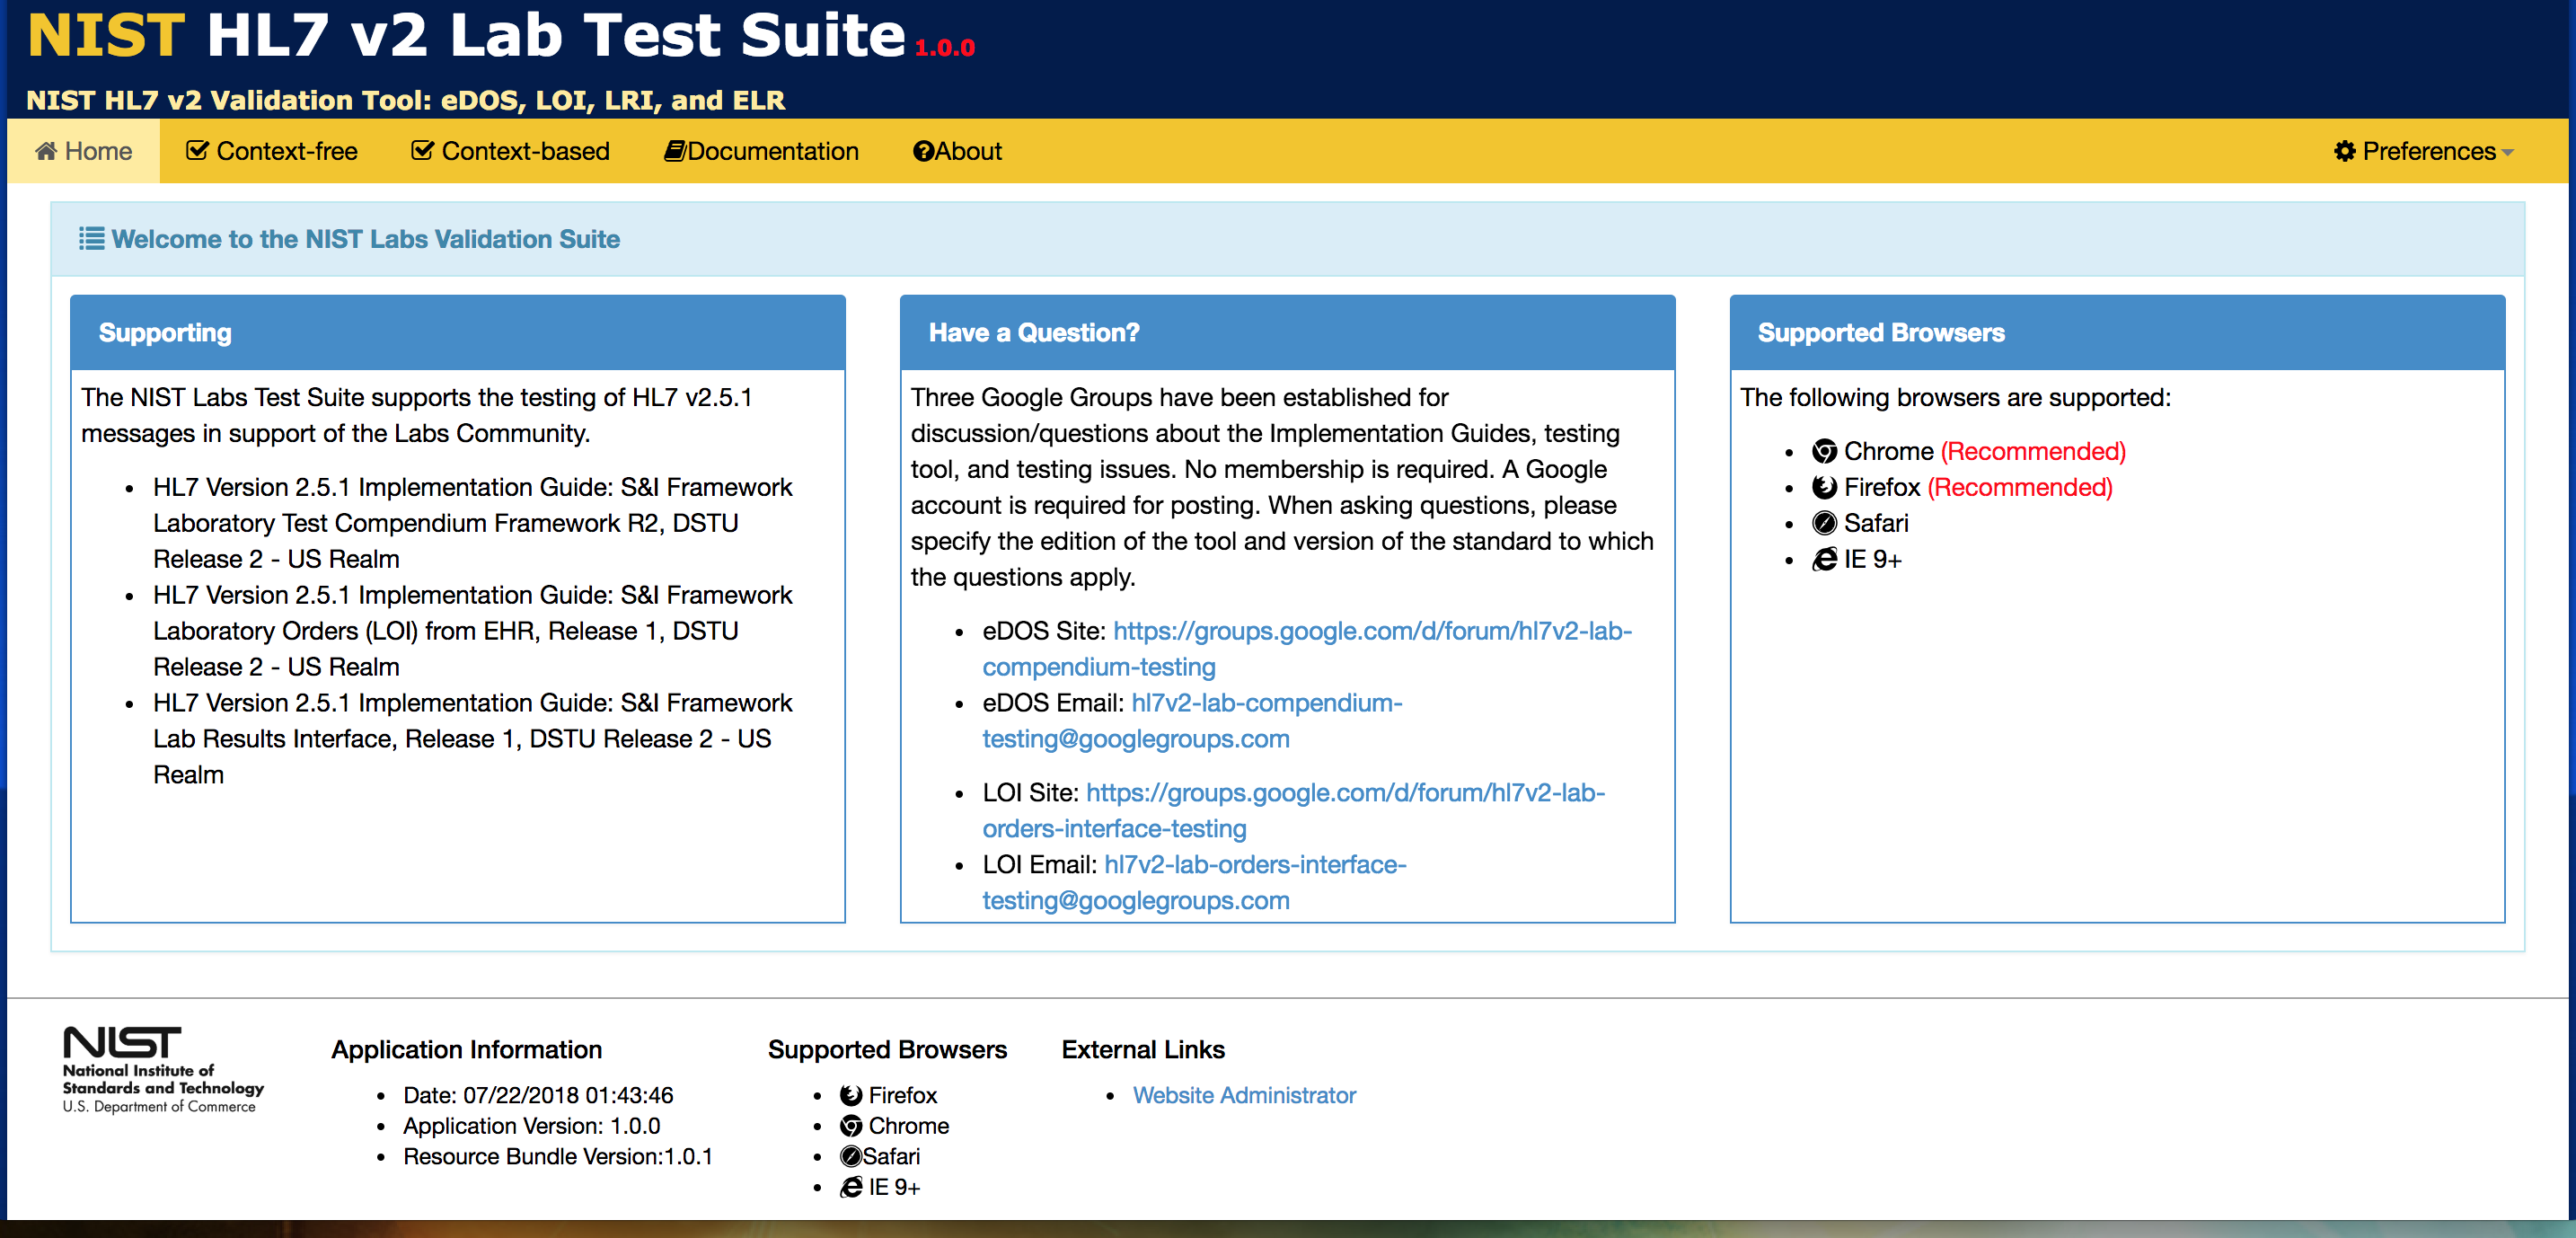 NIST HL7 v2 Lab Test Suite 1.0.0
NIST HL7 v2 Validation Tool: eDOS, LOI, LRI, and ELR
Home Context-free Context-based Documentation About Preferences
Welcome to the NIST Labs Validation Suite
Supporting
The NIST Labs Test Suite supports the testing of HL7 v2.5.1
messages in support of the Labs Community.
HL7 Version 2.5.1 Implementation Guide: S&I Framework
Laboratory Test Compendium Framework R2, DSTU
Release 2 - US Realm
HL7 Version 2.5.1 Implementation Guide: S&I Framework
Laboratory Orders (LOI) from EHR, Release 1, DSTU
Release 2 - US Realm
HL7 Version 2.5.1 Implementation Guide: S&I Framework
Lab Results Interface, Release 1, DSTU Release 2 - US
Realm
Have a Question?
Three Google Groups have been established for
discussion/questions about the Implementation Guides, testing
tool, and testing issues. No membership is required. A Google
account is required for posting. When asking questions, please
specify the edition of the tool and version of the standard to which
the questions apply.
eDOS Site: https://groups.google.com/d/forum/hl7v2-lab-
compendium-testing
eDOS Email: hl7v2-lab-compendium-
testing@googlegroups.com
LOI Site: https://groups.google.com/d/forum/hl7v2-lab-
orders-interface-testing
LOI Email: hl7v2-lab-orders-interface-
testing@googlegroups.com
Supported Browsers
The following browsers are supported:
Chrome (Recommended)
Firefox (Recommended)
Safari
IE 9+
NIST
National Institute of
Standards and Technology
U.S. Department of Commerce
Application Information
Date: 07/22/2018 01:43:46
Application Version: 1.0.0
Resource Bundle Version:1.0.1
Supported Browsers
Firefox
Chrome
Safari
IE 9+
External Links
Website Administrator